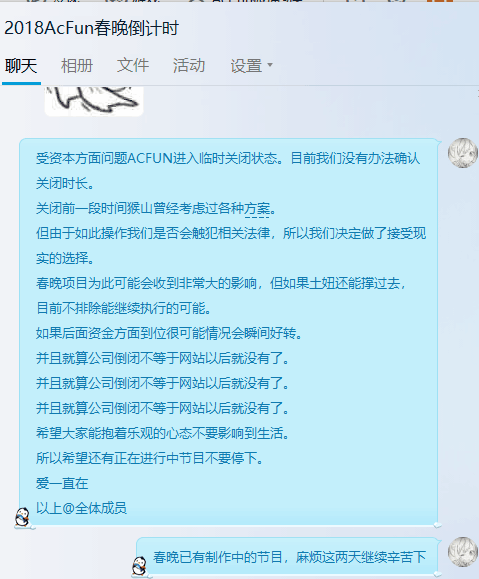 2018AcFun春晚倒计时
聊天 相册 文件 活动 设置
受资本方面问题ACFUN进入临时关闭状态。目前我们没有办法确认
关闭时长。
关闭前一段时间猴山曾经考虑过各种方案。
但由于如此操作我们是否会触犯相关法律，所以我们决定做了接受现
实的选择。
春晚项目为此可能会收到非常大的影响，但如果土妞还能撑过去，
目前不排除能继续执行的可能。
如果后面资金方面到位很可能情况会瞬间好转。
并且就算公司倒闭不等于网站以后就没有了。
并且就算公司倒闭不等于网站以后就没有了。
并且就算公司倒闭不等于网站以后就没有了。
希望大家能抱着乐观的心态不要影响到生活。
所以希望还有正在进行中节目不要停下。
爱一直在
以上@全体成员
春晚已有制作中的节目，麻烦这两天继续辛苦下